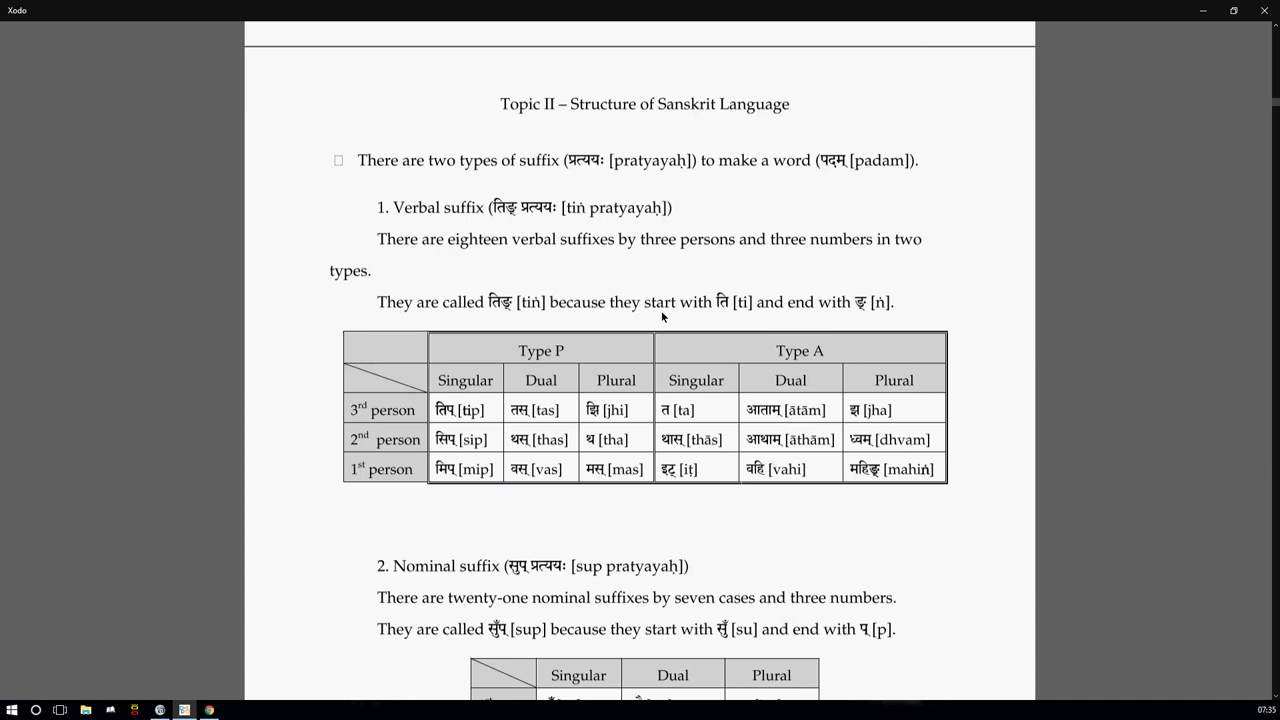 Xodo
Topic II – Structure of Sanskrit Language
There are two types of suffix (प्रत्ययः [pratyayaḥ]) to make a word (पदम् [padam]).
1. Verbal suffix (तिङ् प्रत्ययः [tiṅ pratyayaḥ])
There are eighteen verbal suffixes by three persons and three numbers in two
types.
They are called तिङ् [tiṅ] because they start with ति [ti] and end with ङ् [ṅ].
Type P Type A
Singular Dual Plural Singular Dual Plural
3rd person तिप् [tip] तस् [tas] झि [jhi] त [ta] आताम् [ātām] झ [jha]
2nd person सिप् [sip] थस् [thas] थ [tha] थास् [thās] आथाम् [āthām] ध्वम् [dhvam]
1st person मिप् [mip] वस् [vas] मस् [mas] इट् [iṭ] वहि [vahi] महिङ् [mahiṅ]
2. Nominal suffix (सुप् प्रत्ययः [sup pratyayaḥ])
There are twenty-one nominal suffixes by seven cases and three numbers.
They are called सुँप् [sup] because they start with सुँ [su] and end with प् [p].
Singular Dual Plural
07:35